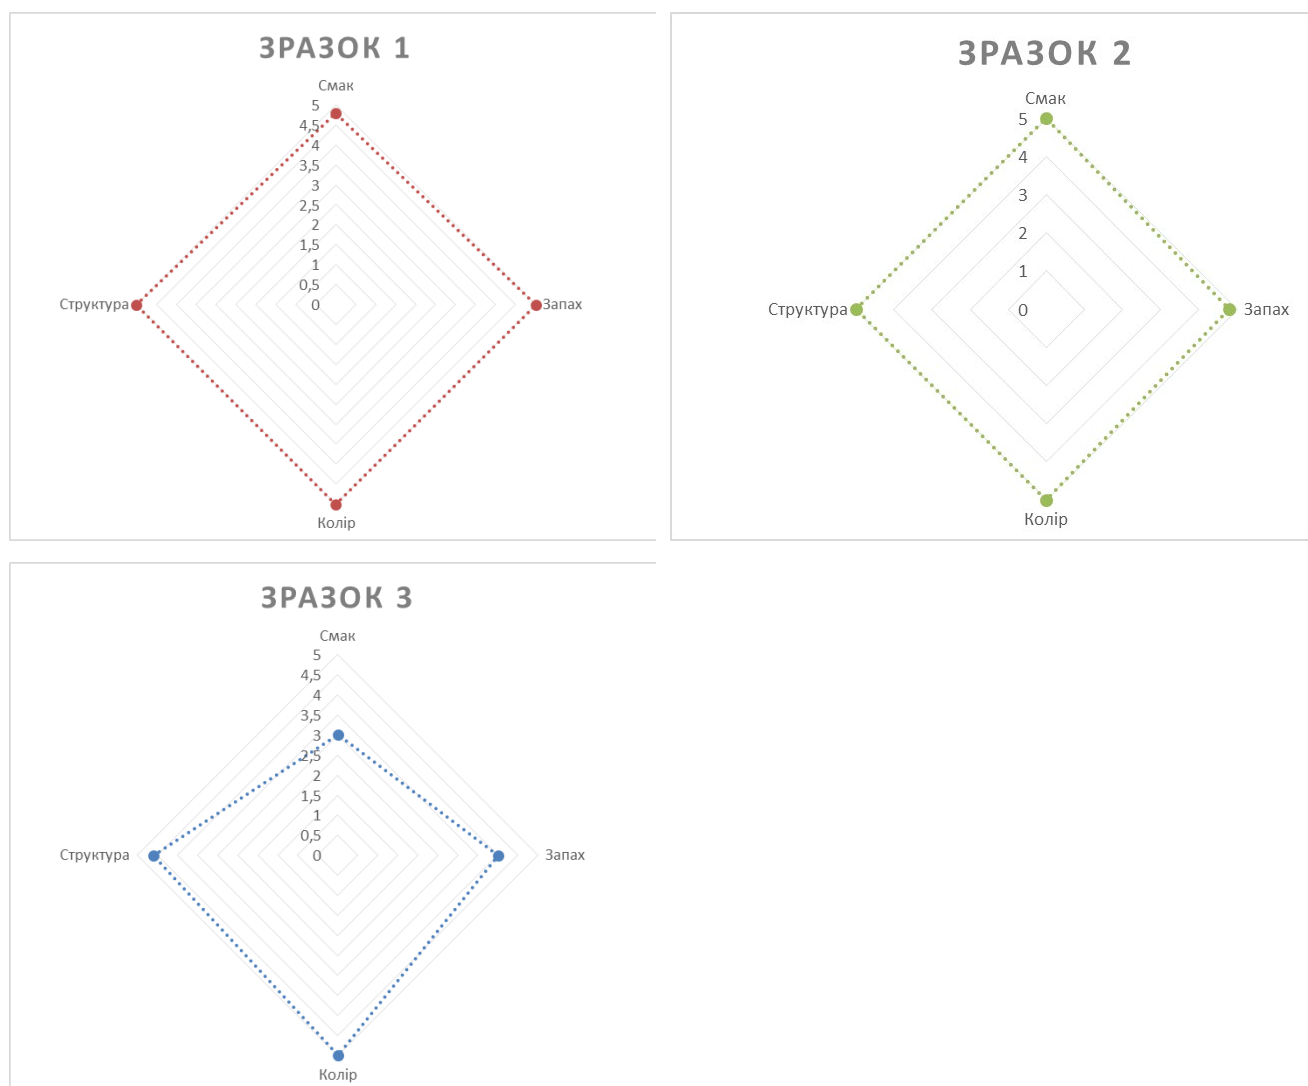 ЗРАЗОК 1
Смак
5
4,5
4
3,5
3
2,5
2
1,5
1
0,5
0
Структура
Запах
Колір
ЗРАЗОК 2
Смак
5
4
3
2
1
0
Структура
Запах
Колір
ЗРАЗОК 3
Смак
5
4,5
4
3,5
3
2,5
2
1,5
1
0,5
0
Структура
Запах
Колір